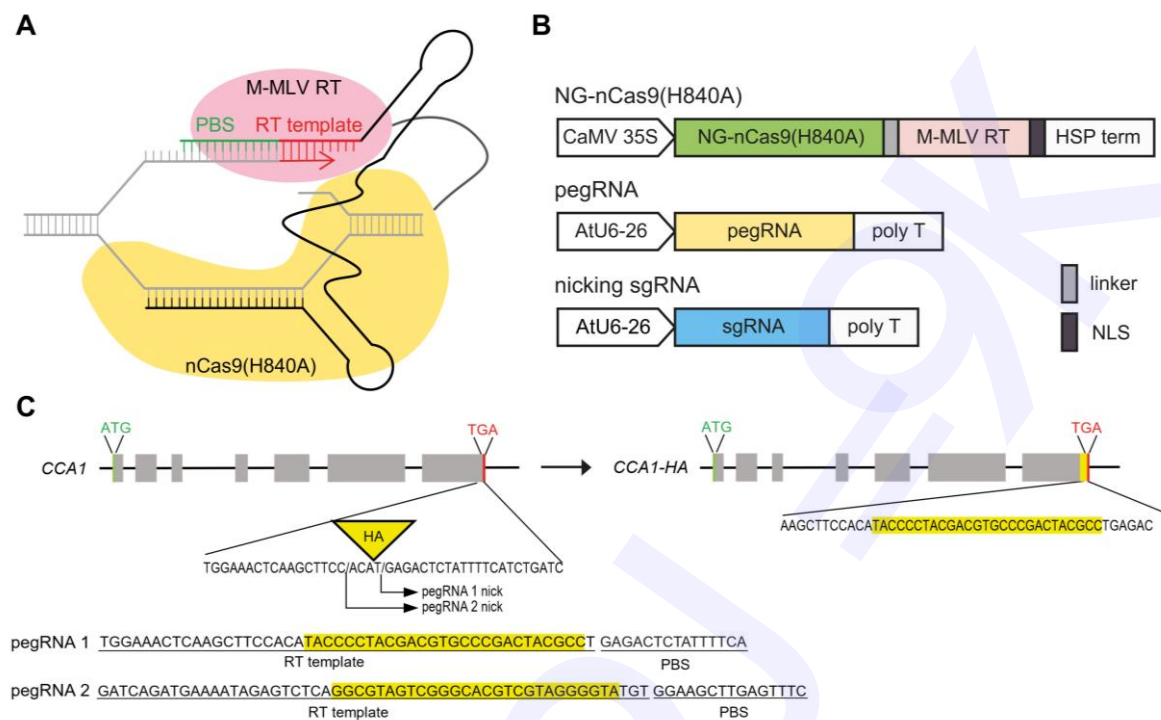 A
M-MLV RT
PBS
RT template
nCas9(H840A)
B
NG-nCas9(H840A)
CaMV 35S NG-nCas9(H840A) M-MLV RT HSP term
pegRNA
AtU6-26 pegRNA poly T
nicking sgRNA
AtU6-26 sgRNA poly T
linker
NLS
C
ATG TGA
CCA1
HA
TGGAAACTCAAGCTTCC/ACAT/GAGACTCTATTTTCATCTGATC
pegRNA 1 nick
pegRNA 2 nick
ATG TGA
CCA1-HA
AAGCTTCCACATACCCCTACGACGTGCCCGACTACGCCTGAGAC
pegRNA 1 TGGAAACTCAAGCTTCCACATACCCCTACGACGTGCCCGACTACGCCT GAGACTCTATTTTCA
RT template PBS
pegRNA 2 GATCAGATGAAAATAGAGTCTCAGGCGTAGTCGGGCACGTCGTAGGGGTATGT GGAAGCTTGAGTTTC
RT template PBS